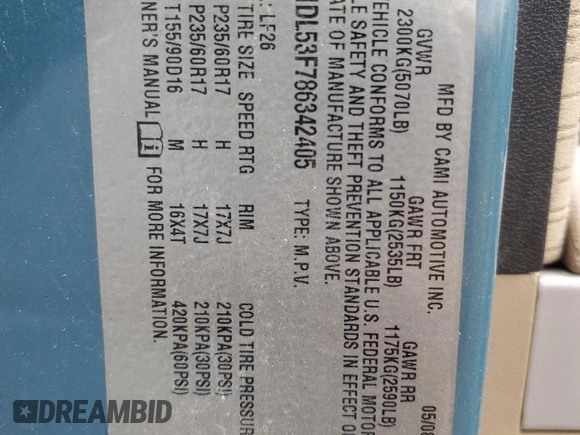 MFD BY CAMI AUTOMOTIVE INC. 05/0
GVWR GAWR FRT GAWR RR
2300KG(5070LB) 1150KG(2535LB) 1175KG(2590LB)
VEHICLE CONFORMS TO ALL APPLICABLE U.S. FEDERAL MOTOR
LE SAFETY AND THEFT PREVENTION STANDARDS IN EFFECT O
ATE OF MANUFACTURE SHOWN ABOVE.
DL53F786342405 TYPE: M.P.V.
: LF26
TIRE SIZE SPEED RTG RIM COLD TIRE PRESSUR
P235/60R17 H 17X7J 210KPA(30PSI)
P235/60R17 H 17X7J 210KPA(30PSI)
T155/90D16 M 16X4T 420KPA(60PSI)
NER'S MANUAL FOR MORE INFORMATION.
DREAMBID